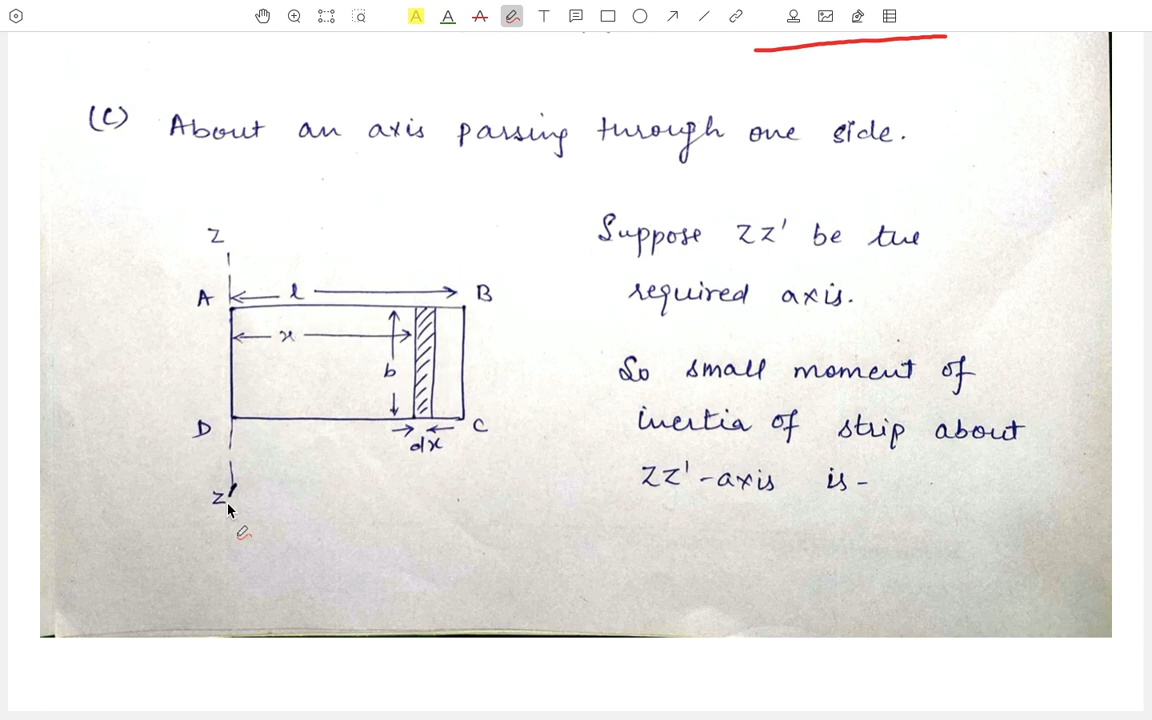 (C) About an axis passing through one side.
Z
A l B
x
b
D C
dx
Z'
Suppose ZZ' be the
required axis.
So small moment of
inertia of strip about
ZZ'-axis is -